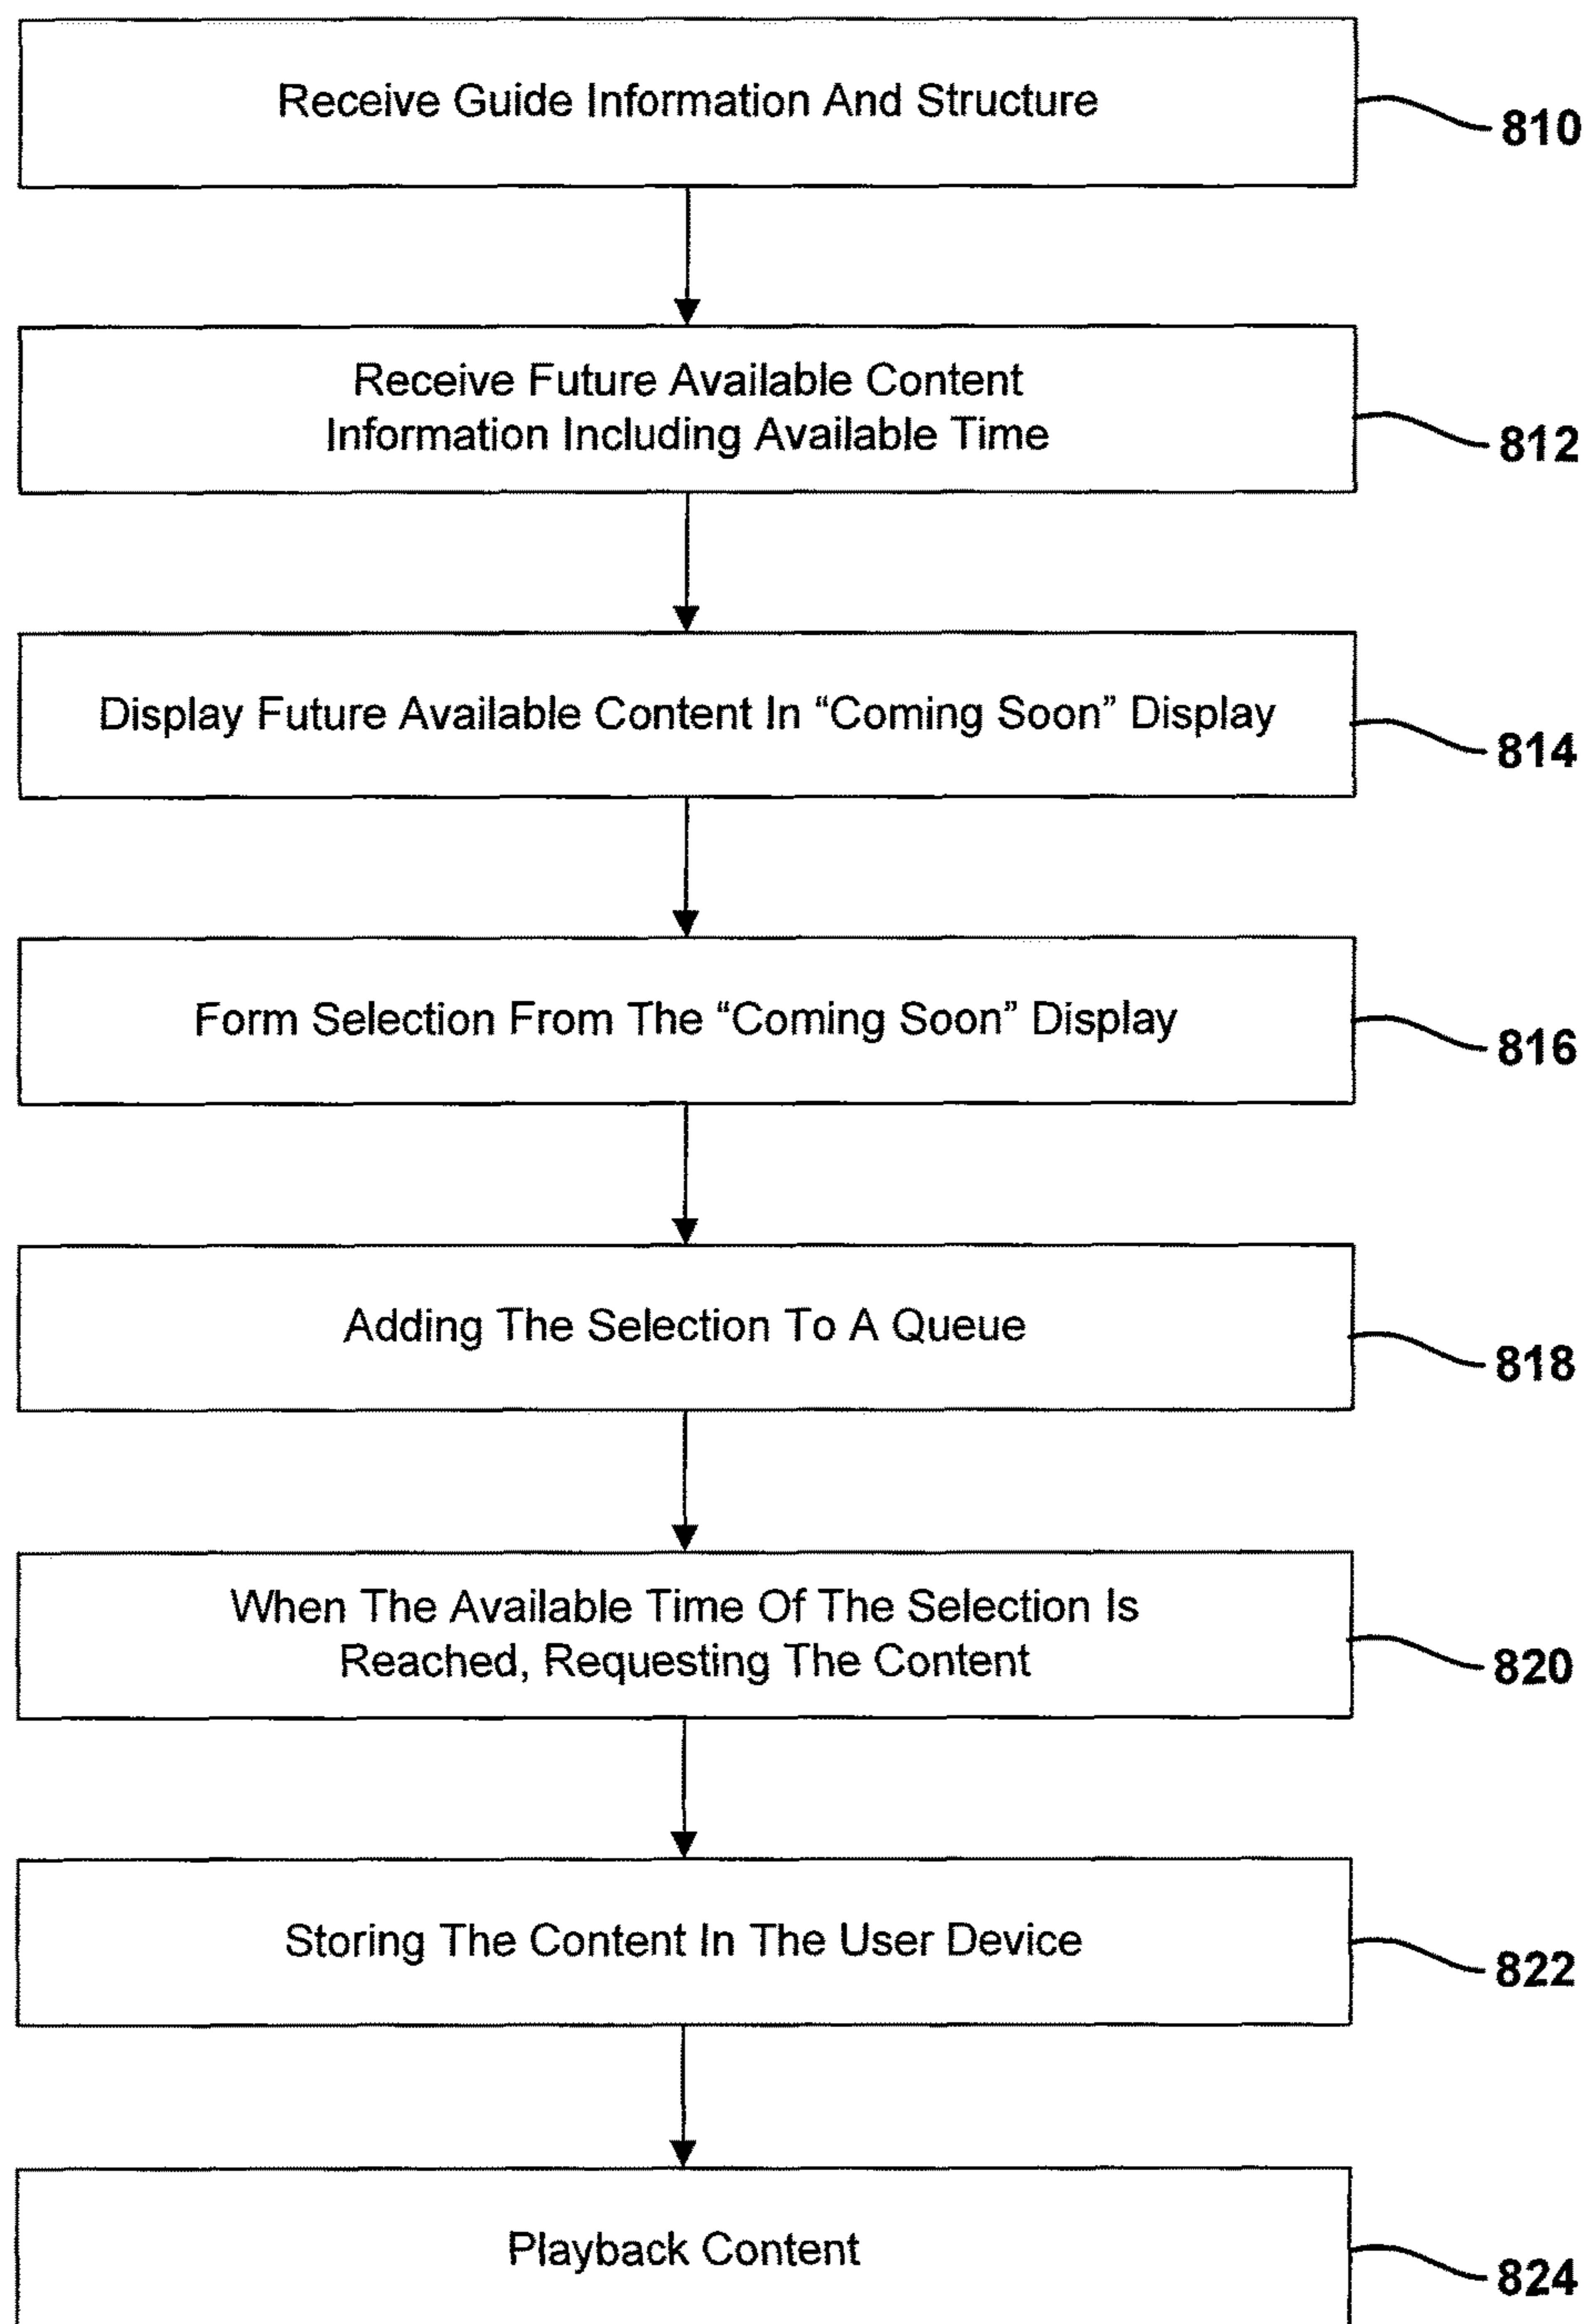 Receive Guide Information And Structure
810
Receive Future Available Content
Information Including Available Time
812
Display Future Available Content In “Coming Soon” Display
814
Form Selection From The “Coming Soon” Display
816
Adding The Selection To A Queue
818
When The Available Time Of The Selection Is
Reached, Requesting The Content
820
Storing The Content In The User Device
822
Playback Content
824